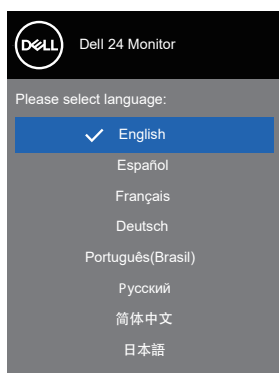 DELL
Dell 24 Monitor
Please select language:
English
Español
Français
Deutsch
Português(Brasil)
Русский
简体中文
日本語